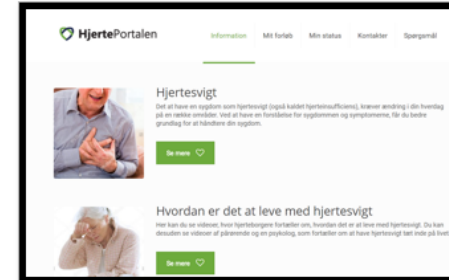 HjertePortalen
Information Mit forløb Min status Kontakter Spørgsmål
Hjertesvigt
Det at have en sygdom som hjertesvigt (også kaldet hjerteinsufficiens), kræver ændring i din hverdag
på en række områder. Ved at have en forståelse for sygdommen og symptomerne, får du bedre
grundlag for at håndtere din sygdom.
Se mere
Hvordan er det at leve med hjertesvigt
Her kan du se videoer, hvor hjerteborgere fortæller om, hvordan det er at leve med hjertesvigt. Du kan
desuden se videoer af pårørende og en psykolog, som fortæller om at have hjertesvigt tæt inde på livet
Se mere